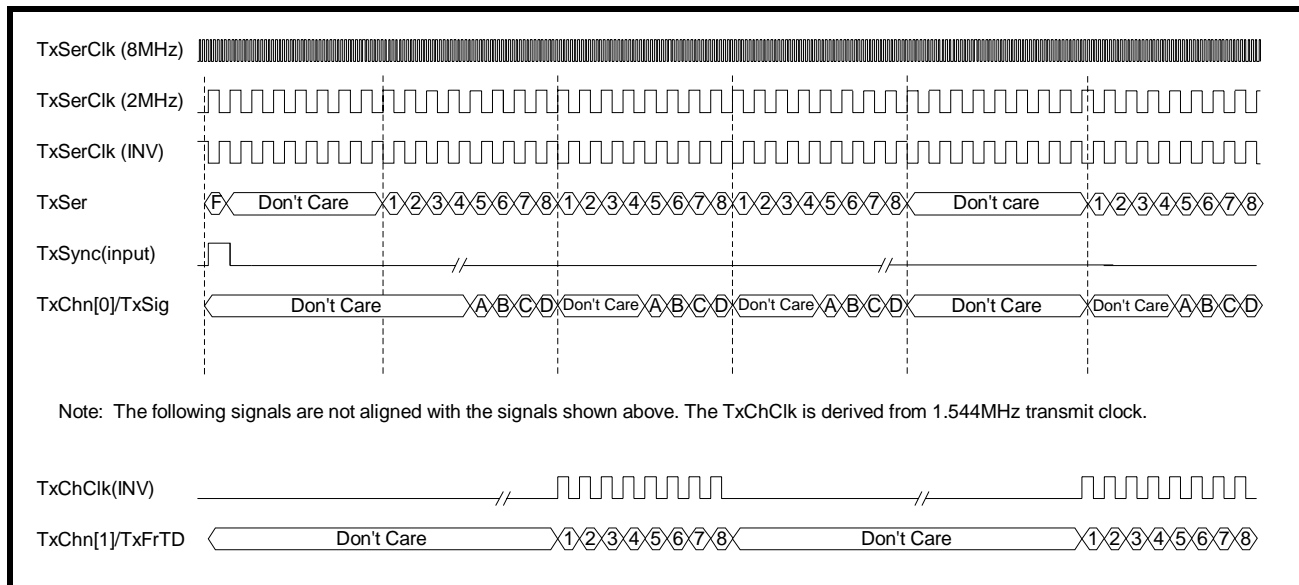 TxSerClk (8MHz)
TxSerClk (2MHz)
TxSerClk (INV)
TxSer F Don't Care 1 2 3 4 5 6 7 8 1 2 3 4 5 6 7 8 1 2 3 4 5 6 7 8 Don't care 1 2 3 4 5 6 7 8
TxSync(input)
TxChn[0]/TxSig Don't Care A B C D Don't Care A B C D Don't Care A B C D Don't Care Don't Care A B C D
Note: The following signals are not aligned with the signals shown above. The TxChClk is derived from 1.544MHz transmit clock.
TxChClk(INV)
TxChn[1]/TxFrTD Don't Care 1 2 3 4 5 6 7 8 Don't Care 1 2 3 4 5 6 7 8